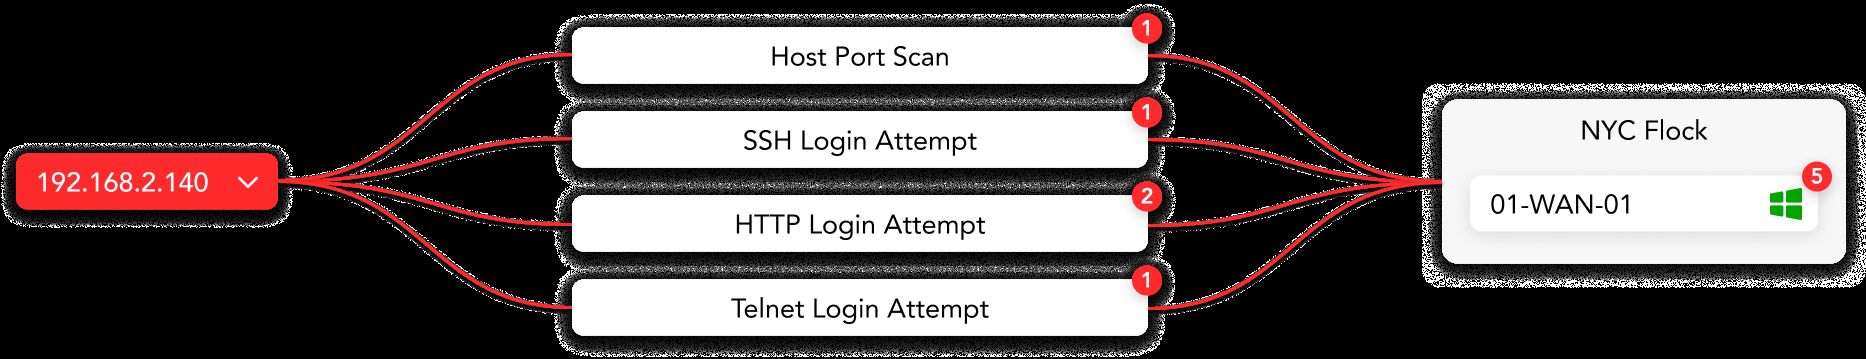 192.168.2.140
1
Host Port Scan
1
SSH Login Attempt
2
HTTP Login Attempt
1
Telnet Login Attempt
NYC Flock
5
01-WAN-01